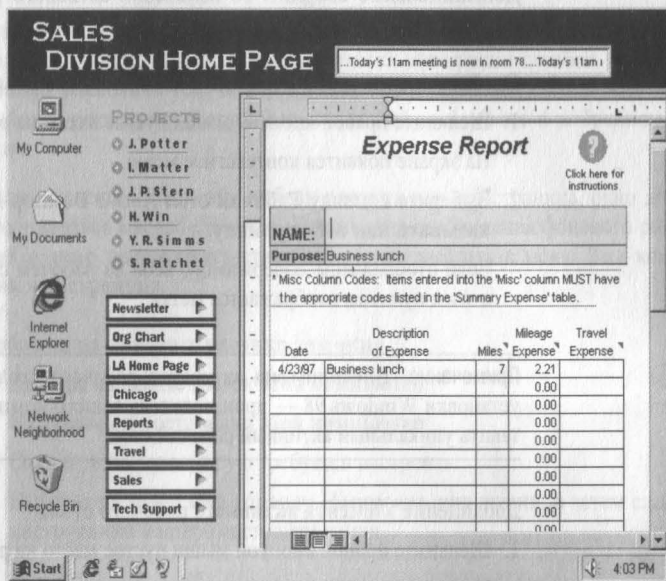 SALES
DIVISION HOME PAGE
...Today's 11am meeting is now in room 78....Today's 11am
My Computer
My Documents
Internet
Explorer
Network
Neighborhood
Recycle Bin
PROJECTS
J. Potter
I. Matter
J. P. Stern
H. Win
Y. R. Simms
S. Ratchet
Newsletter
Org Chart
LA Home Page
Chicago
Reports
Travel
Sales
Tech Support
Expense Report
?
Click here for
instructions
NAME:
Purpose: Business lunch
* Misc Column Codes: Items entered into the 'Misc' column MUST have
the appropriate codes listed in the 'Summary Expense' table.
Date Description of Expense Miles Mileage Expense Travel Expense
4/23/97 Business lunch 7 2.21
0.00
0.00
0.00
0.00
0.00
0.00
0.00
0.00
0.00
Start 4:03 PM